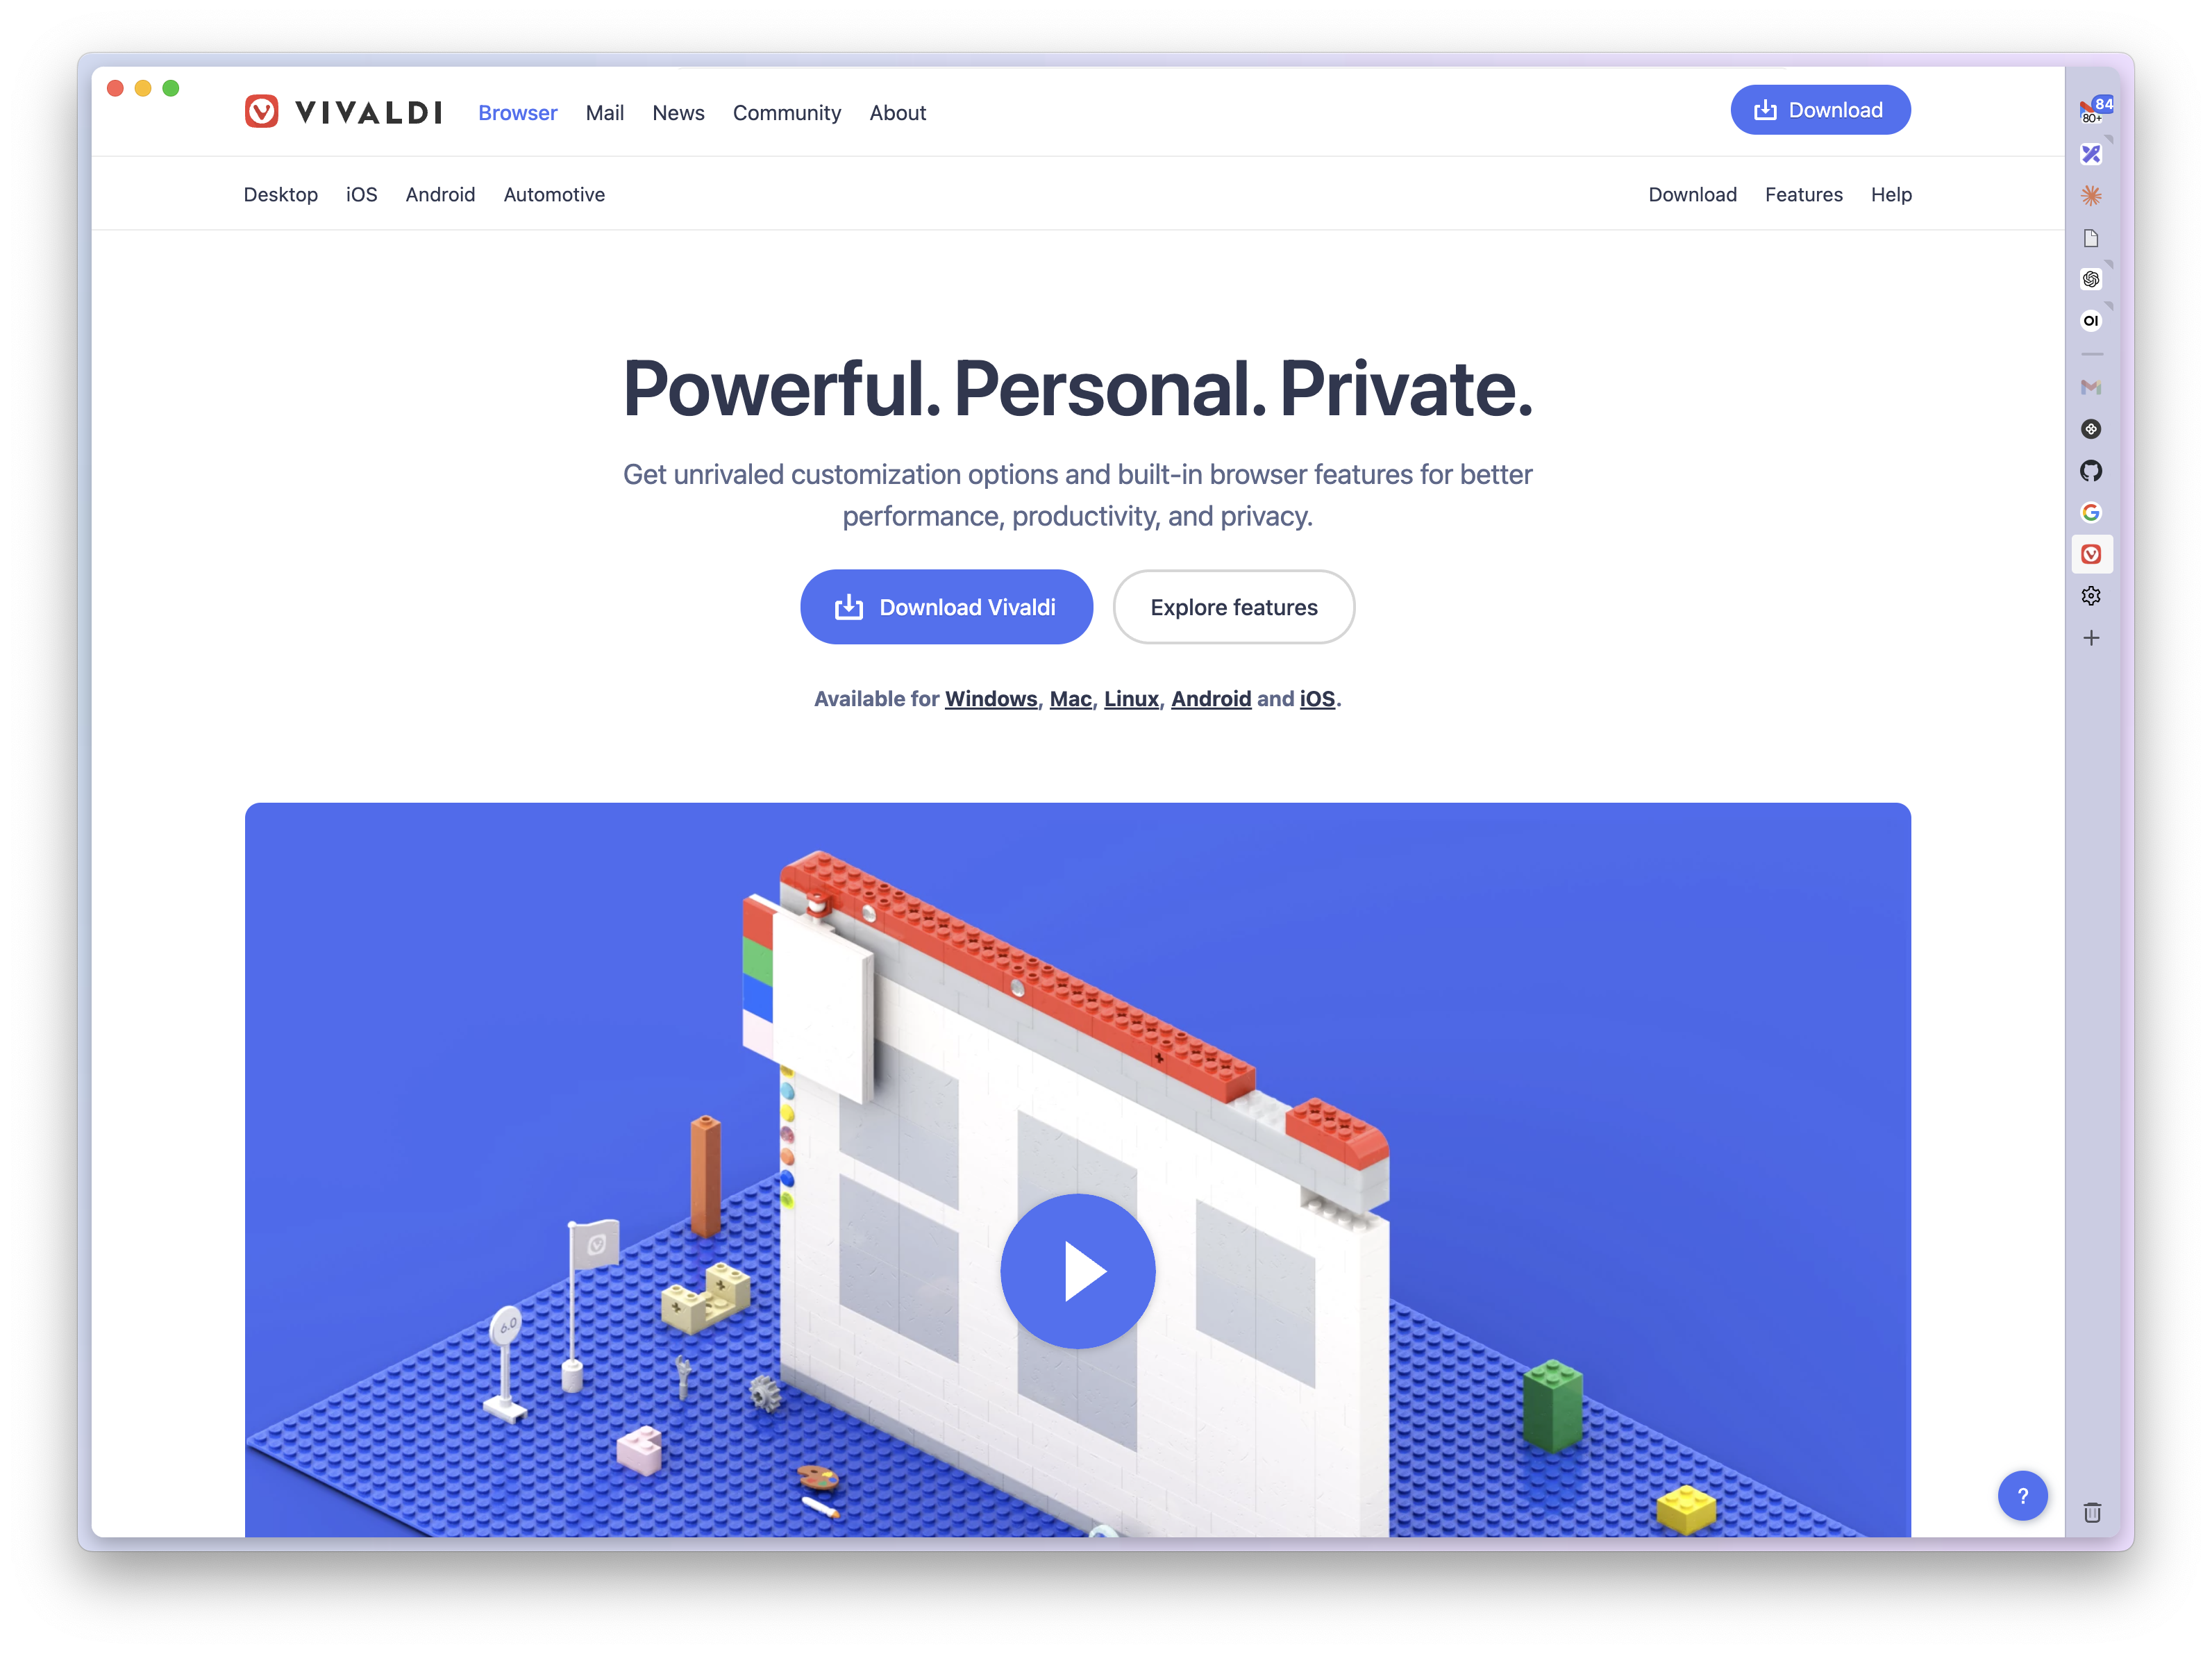 VIVALDI
Browser Mail News Community About
Download
84
80+
Desktop iOS Android Automotive
Download Features Help
OI
Powerful. Personal. Private.
Get unrivaled customization options and built-in browser features for better
performance, productivity, and privacy.
Download Vivaldi
Explore features
Available for Windows, Mac, Linux, Android and iOS.
6.0
?